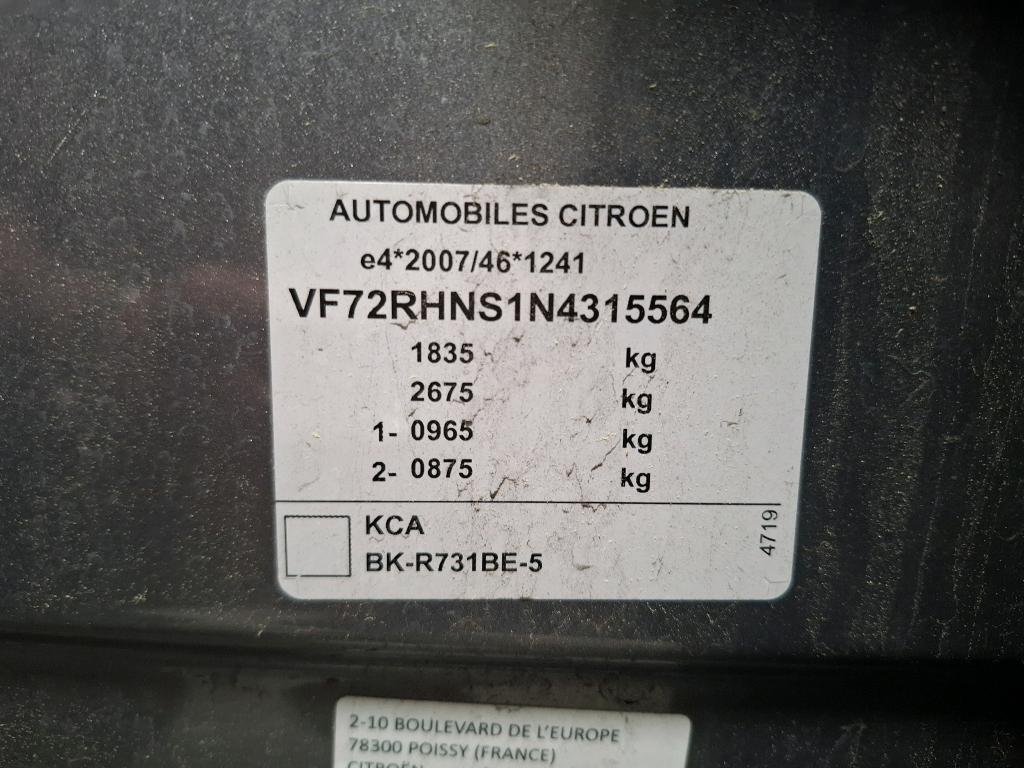 AUTOMOBILES CITROEN
e4*2007/46*1241
VF72RHNS1N4315564
1835 kg
2675 kg
1- 0965 kg
2- 0875 kg
KCA
BK-R731BE-5
4719
2-10 BOULEVARD DE L'EUROPE
78300 POISSY (FRANCE)
CITROËN